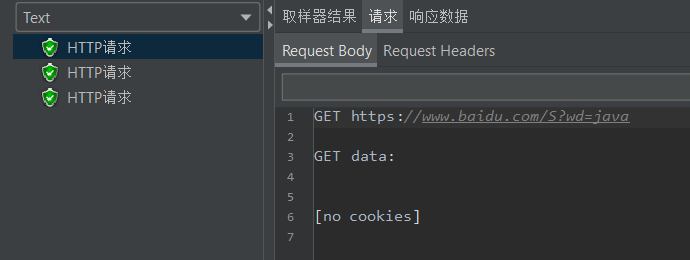 Text
HTTP请求
HTTP请求
HTTP请求
取样器结果 请求 响应数据
Request Body Request Headers
1 GET https://www.baidu.com/S?wd=java
2
3 GET data:
4
5
6 [no cookies]
7